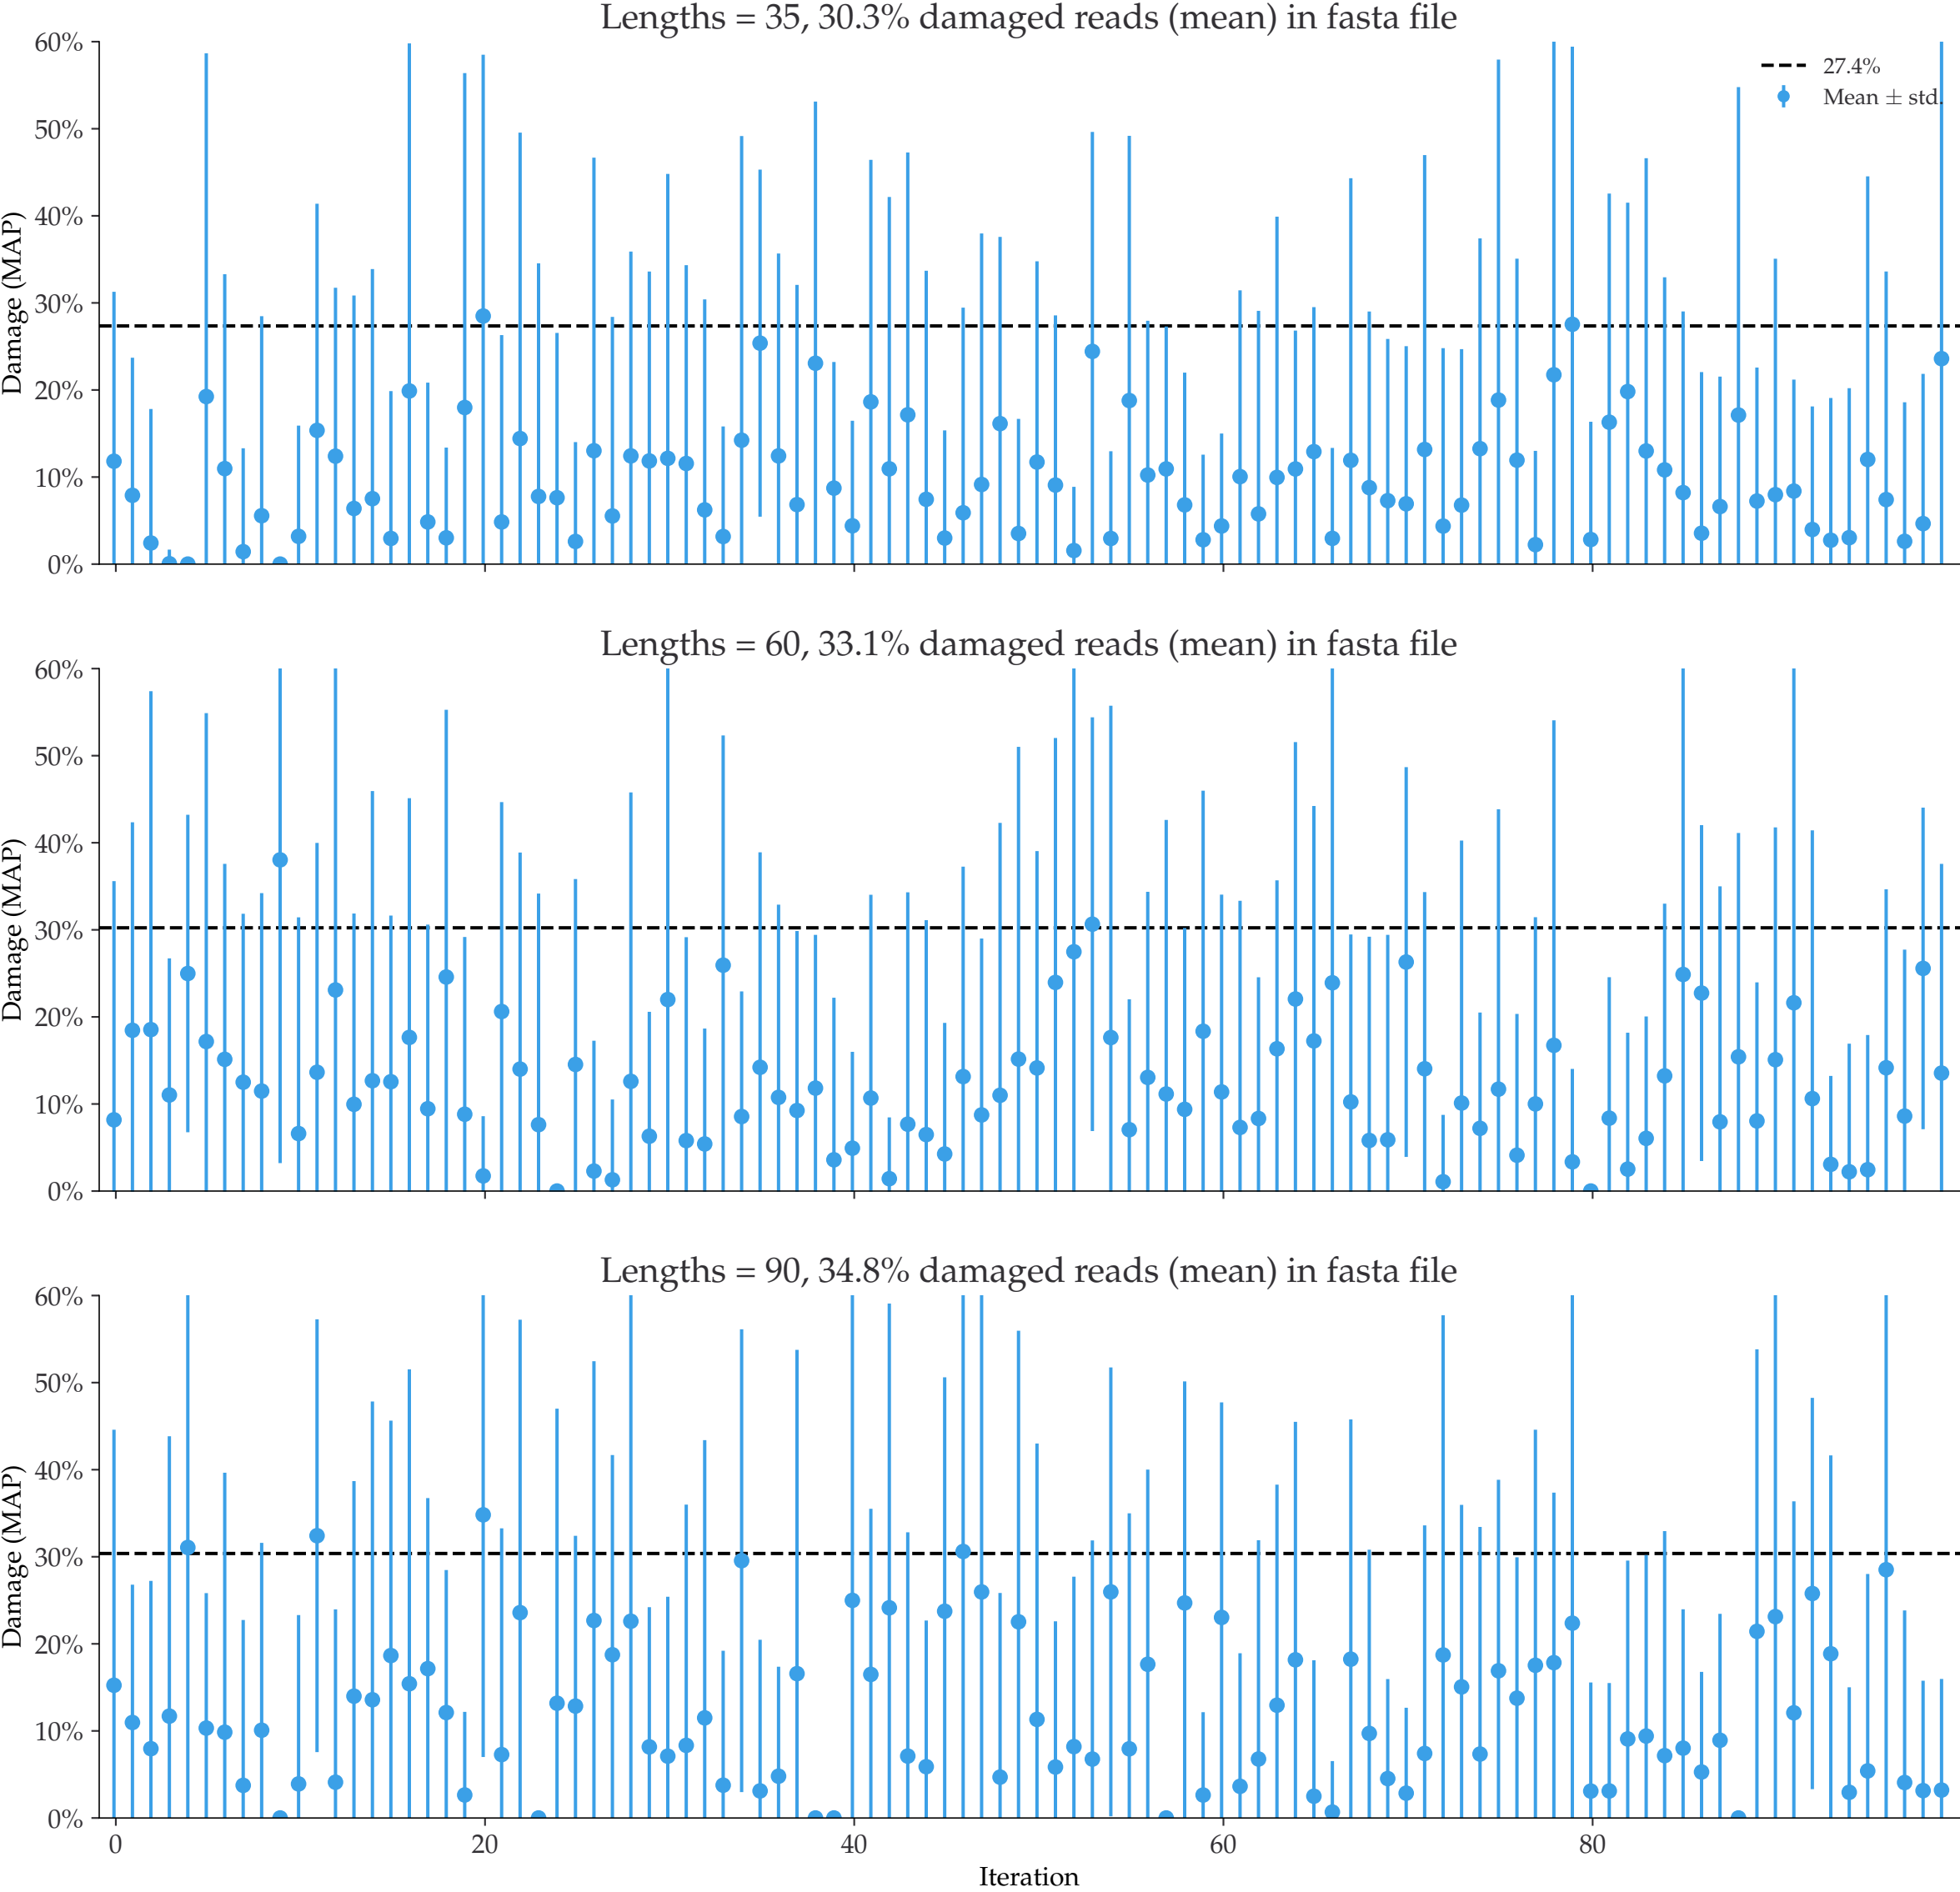 Lengths = 35, 30.3% damaged reads (mean) in fasta file
60%
50%
40%
30%
20%
10%
0%
Damage (MAP)
27.4%
Mean ± std.
Lengths = 60, 33.1% damaged reads (mean) in fasta file
60%
50%
40%
30%
20%
10%
0%
Damage (MAP)
Lengths = 90, 34.8% damaged reads (mean) in fasta file
60%
50%
40%
30%
20%
10%
0%
Damage (MAP)
0 20 40 60 80
Iteration